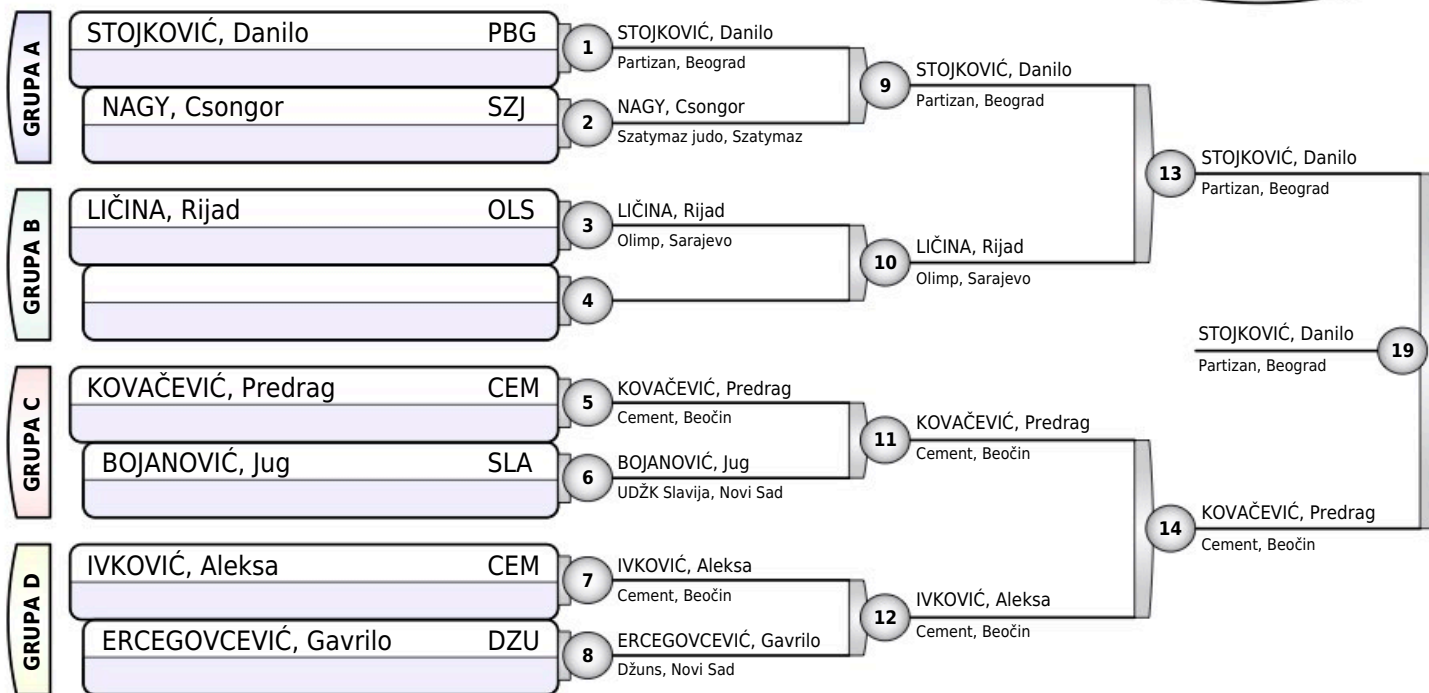 GRUPA A
STOJKOVIĆ, Danilo PBG
NAGY, Csongor SZJ
1
STOJKOVIĆ, Danilo
Partizan, Beograd
2
NAGY, Csongor
Szatymaz judo, Szatymaz
9
STOJKOVIĆ, Danilo
Partizan, Beograd
GRUPA B
LIČINA, Rijad OLS
3
LIČINA, Rijad
Olimp, Sarajevo
4
10
LIČINA, Rijad
Olimp, Sarajevo
13
STOJKOVIĆ, Danilo
Partizan, Beograd
GRUPA C
KOVAČEVIĆ, Predrag CEM
BOJANOVIĆ, Jug SLA
5
KOVAČEVIĆ, Predrag
Cement, Beočin
6
BOJANOVIĆ, Jug
UDŽK Slavija, Novi Sad
11
KOVAČEVIĆ, Predrag
Cement, Beočin
GRUPA D
IVKOVIĆ, Aleksa CEM
ERCEGOVCEVIĆ, Gavrilo DZU
7
IVKOVIĆ, Aleksa
Cement, Beočin
8
ERCEGOVCEVIĆ, Gavrilo
Džuns, Novi Sad
12
IVKOVIĆ, Aleksa
Cement, Beočin
14
KOVAČEVIĆ, Predrag
Cement, Beočin
STOJKOVIĆ, Danilo
Partizan, Beograd
19